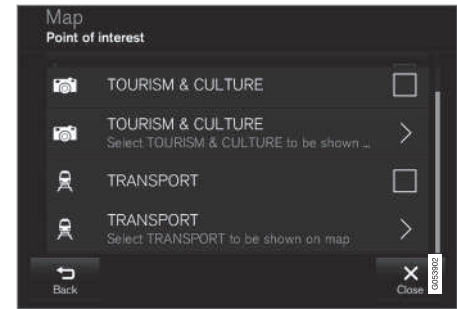 Map
Point of interest
TOURISM & CULTURE
TOURISM & CULTURE
Select TOURISM & CULTURE to be shown ...
TRANSPORT
TRANSPORT
Select TRANSPORT to be shown on map
Back
Close
G053902